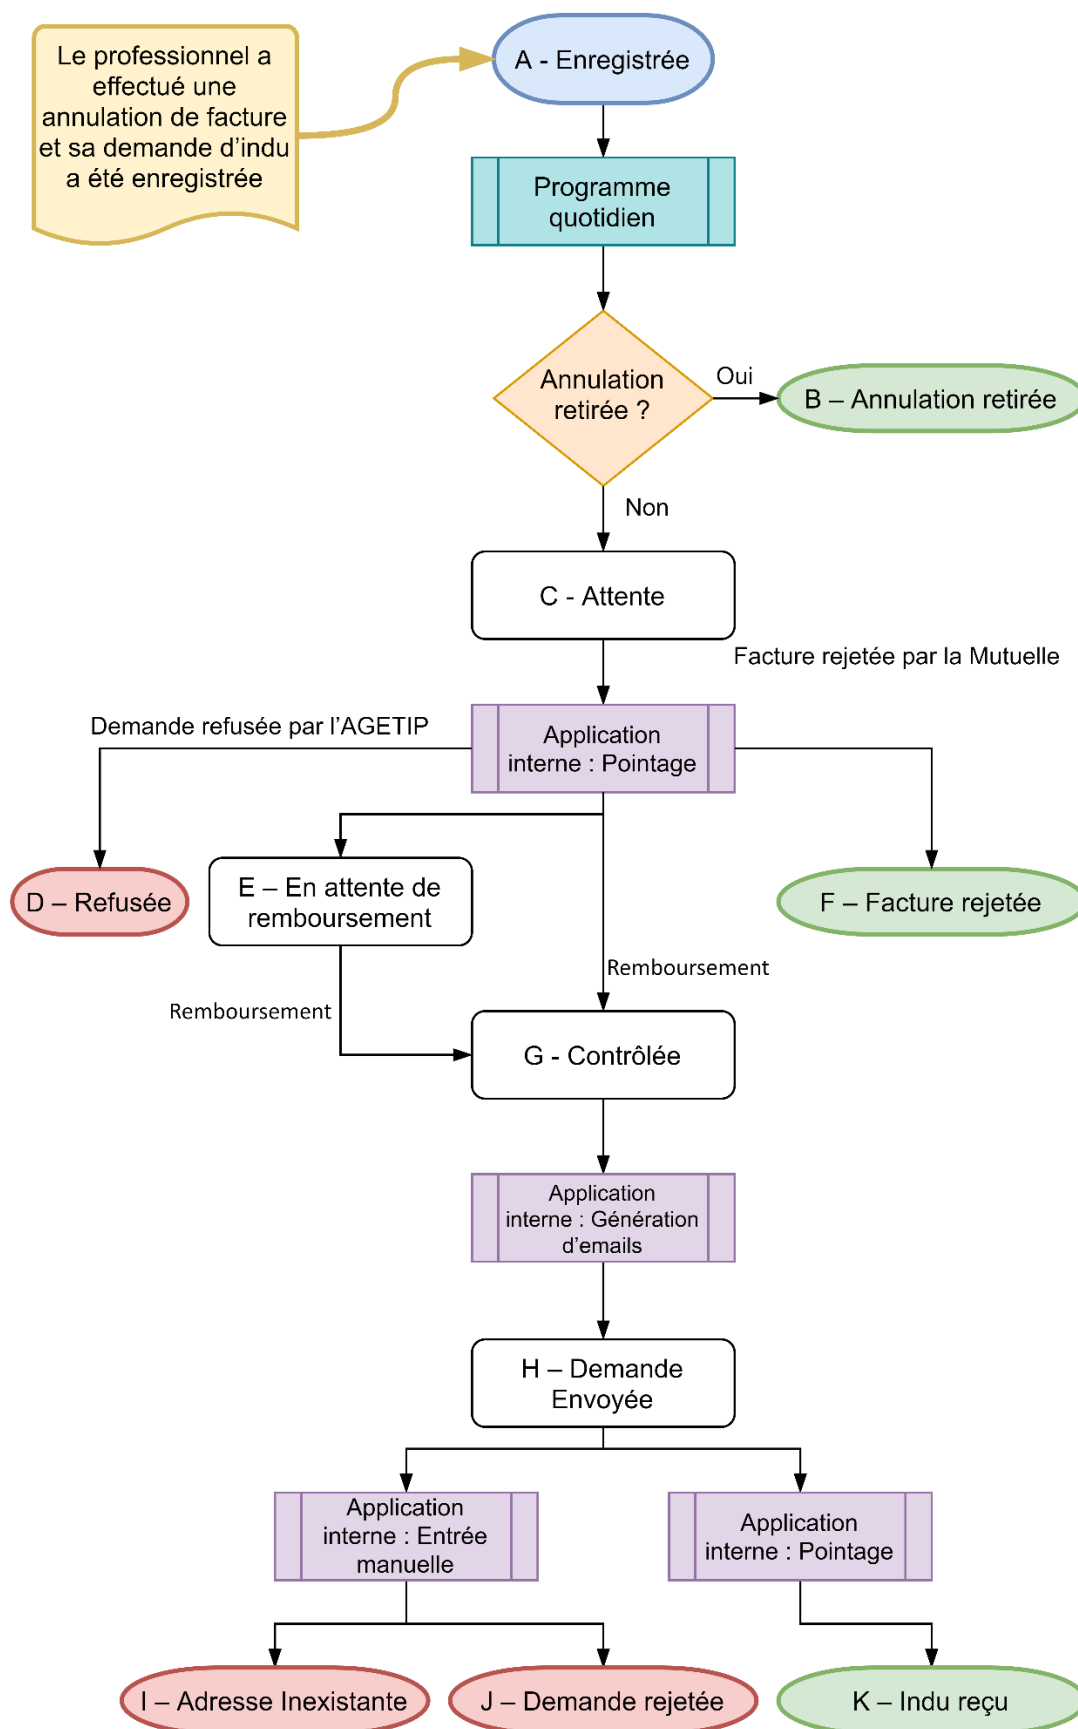 Le professionnel a
effectué une
annulation de facture
et sa demande d'indu
a été enregistrée
A - Enregistrée
Programme
quotidien
Annulation
retirée ?
Oui
B – Annulation retirée
Non
C - Attente
Facture rejetée par la Mutuelle
Demande refusée par l'AGETIP
Application
interne : Pointage
D – Refusée
E – En attente de
remboursement
F – Facture rejetée
Remboursement
Remboursement
G - Contrôlée
Application
interne : Génération
d'emails
H – Demande
Envoyée
Application
interne : Entrée
manuelle
Application
interne : Pointage
I – Adresse Inexistante
J – Demande rejetée
K – Indu reçu